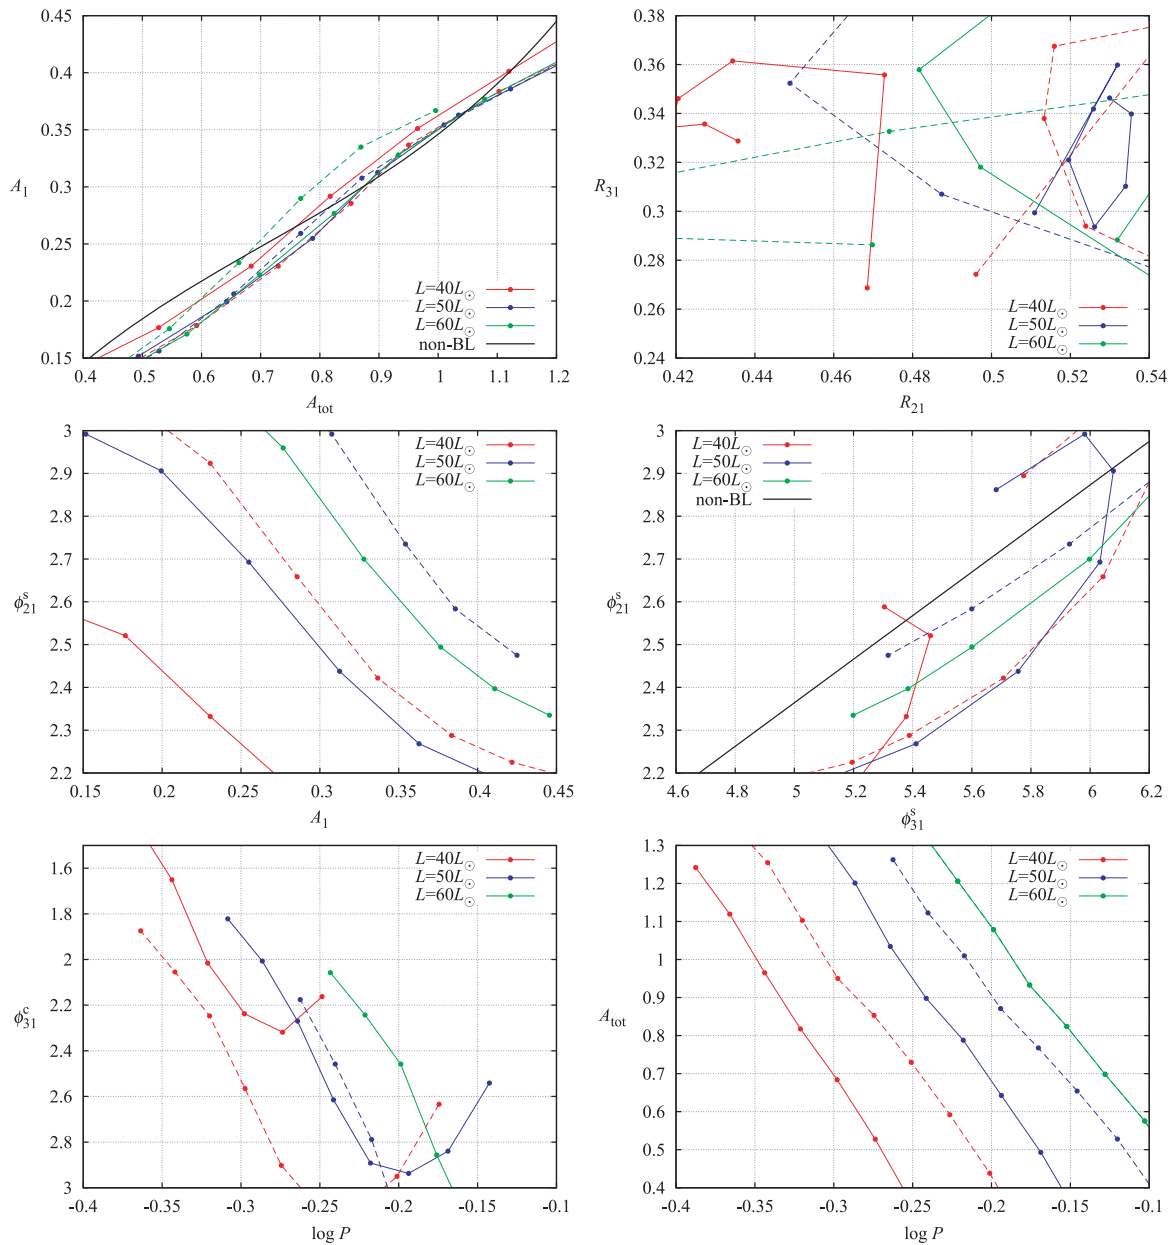 0.45
0.4
0.35
0.3
0.25
0.2
0.15
A1
0.4 0.5 0.6 0.7 0.8 0.9 1 1.1 1.2
Atot
L=40L⊙
L=50L⊙
L=60L⊙
non-BL
0.38
0.36
0.34
0.32
0.3
0.28
0.26
0.24
R31
0.42 0.44 0.46 0.48 0.5 0.52 0.54
R21
L=40L⊙
L=50L⊙
L=60L⊙
3
2.9
2.8
2.7
2.6
2.5
2.4
2.3
2.2
ϕ21s
0.15 0.2 0.25 0.3 0.35 0.4 0.45
A1
L=40L⊙
L=50L⊙
L=60L⊙
3
2.9
2.8
2.7
2.6
2.5
2.4
2.3
2.2
ϕ21s
4.6 4.8 5 5.2 5.4 5.6 5.8 6 6.2
ϕ31s
L=40L⊙
L=50L⊙
L=60L⊙
non-BL
1.6
1.8
2
2.2
2.4
2.6
2.8
3
ϕ31c
-0.4 -0.35 -0.3 -0.25 -0.2 -0.15 -0.1
log P
L=40L⊙
L=50L⊙
L=60L⊙
1.3
1.2
1.1
1
0.9
0.8
0.7
0.6
0.5
0.4
Atot
-0.4 -0.35 -0.3 -0.25 -0.2 -0.15 -0.1
log P
L=40L⊙
L=50L⊙
L=60L⊙